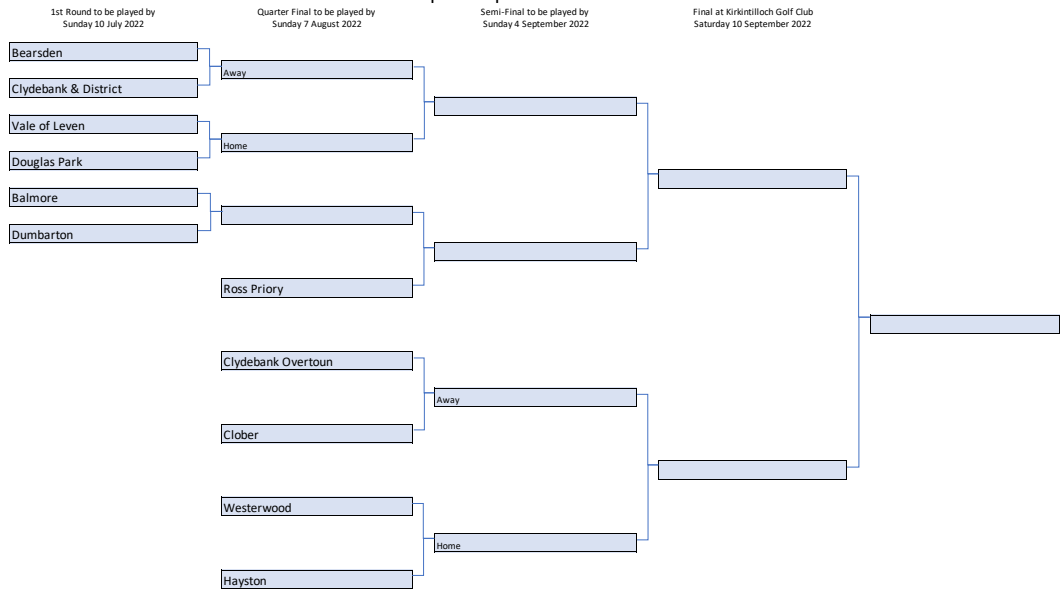 1st Round to be played by
Sunday 10 July 2022
Quarter Final to be played by
Sunday 7 August 2022
Semi-Final to be played by
Sunday 4 September 2022
Final at Kirkintilloch Golf Club
Saturday 10 September 2022
Bearsden
Clydebank & District
Vale of Leven
Douglas Park
Balmore
Dumbarton
Away
Home
Ross Priory
Clydebank Overtoun
Clober
Westerwood
Hayston
Away
Home